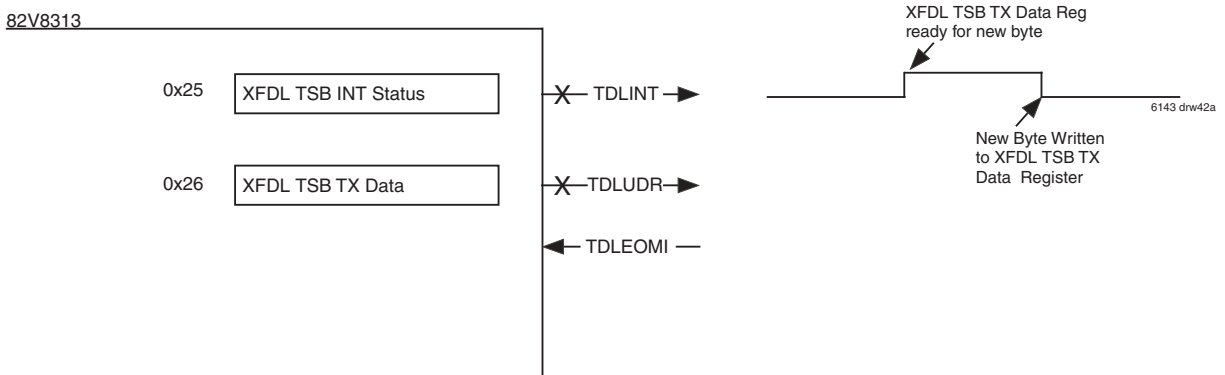 82V8313
0x25
XFDL TSB INT Status
X TDLINT
0x26
XFDL TSB TX Data
X TDLUDR
TDLEOMI
XFDL TSB TX Data Reg
ready for new byte
6143 drw42a
New Byte Written
to XFDL TSB TX
Data Register